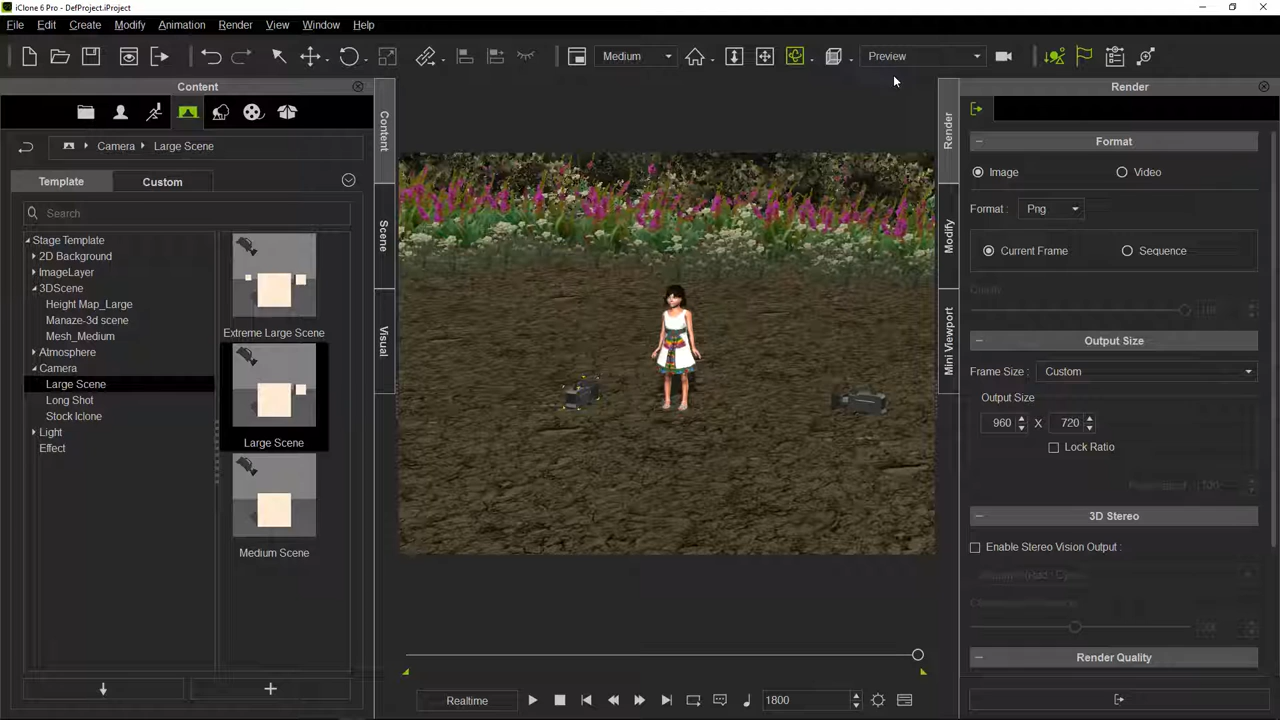 iClone 6 Pro - DefProject.iProject
File Edit Create Modify Animation Render View Window Help
Medium Preview
Content
Camera Large Scene
Template Custom
Search
Stage Template
2D Background
ImageLayer
3DScene
Height Map_Large
Manaze-3d scene
Mesh_Medium
Atmosphere
Camera
Large Scene
Long Shot
Stock Iclone
Light
Effect
Extreme Large Scene
Large Scene
Medium Scene
Content
Scene
Visual
Realtime
1800
Render
Modify
Mini Viewport
Render
Format
Image Video
Format : Png
Current Frame Sequence
Output Size
Frame Size : Custom
Output Size
960 X 720
Lock Ratio
3D Stereo
Enable Stereo Vision Output :
Render Quality